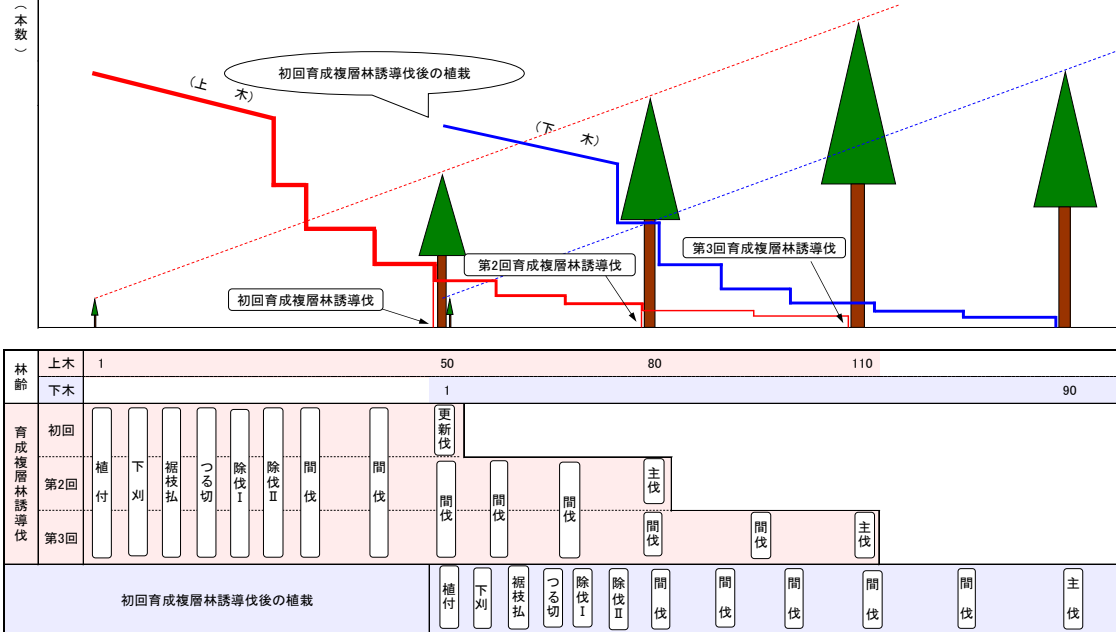 （本数）
初回育成複層林誘導伐後の植栽
（上　木）
（下　木）
第3回育成複層林誘導伐
第2回育成複層林誘導伐
初回育成複層林誘導伐
林齢
上木 1 50 80 110
下木 1 90
育成複層林誘導伐
初回
第2回
第3回
植付
下刈
裾枝払
つる切
除伐Ⅰ
除伐Ⅱ
間伐
間伐
更新伐
間伐
間伐
間伐
主伐
間伐
間伐
主伐
初回育成複層林誘導伐後の植栽
植付
下刈
裾枝払
つる切
除伐Ⅰ
除伐Ⅱ
間伐
間伐
間伐
間伐
間伐
主伐